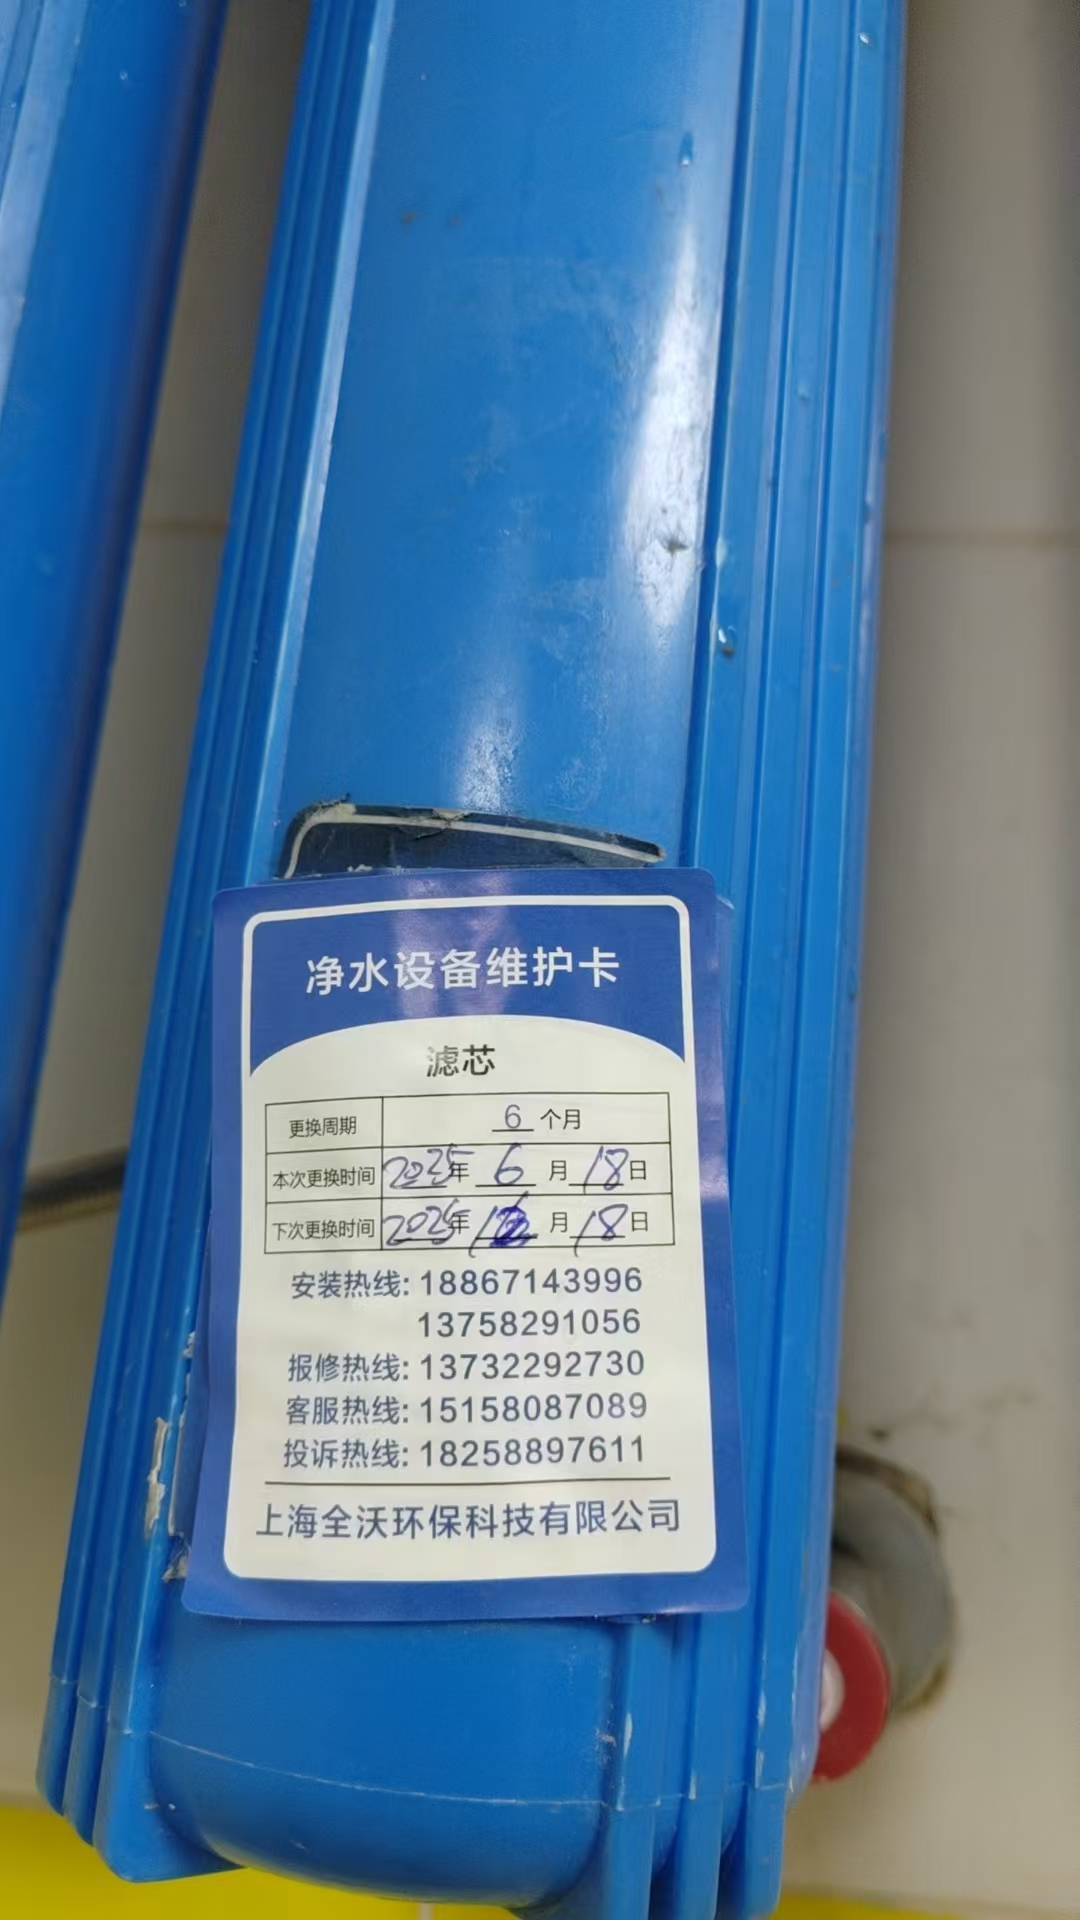 净水设备维护卡
滤芯
更换周期 6 个月
本次更换时间 2025年 6 月 18日
下次更换时间 2025年 12 月 18日
安装热线: 18867143996
13758291056
报修热线: 13732292730
客服热线: 15158087089
投诉热线: 18258897611
上海全沃环保科技有限公司